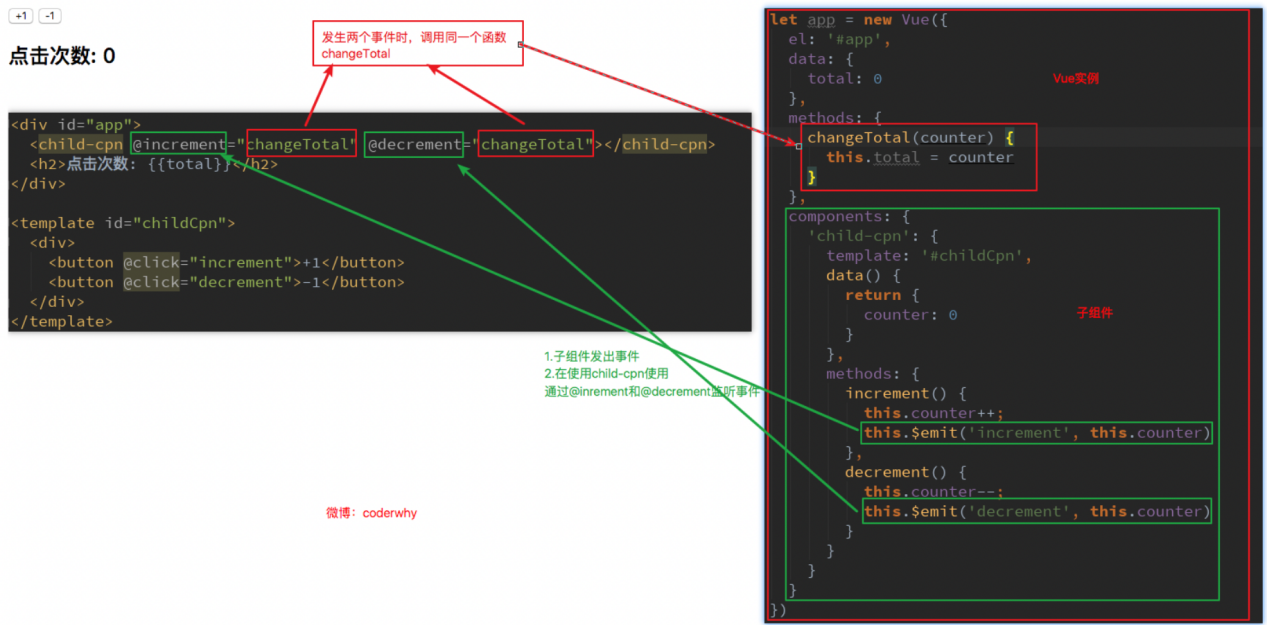 +1 -1
点击次数: 0
发生两个事件时，调用同一个函数
changeTotal
<div id="app">
<child-cpn @increment="changeTotal" @decrement="changeTotal"></child-cpn>
<h2>点击次数: {{total}}</h2>
</div>
<template id="childCpn">
<div>
<button @click="increment">+1</button>
<button @click="decrement">-1</button>
</div>
</template>
1.子组件发出事件
2.在使用child-cpn使用
通过@inrement和@decrement监听事件
微博：coderwhy
let app = new Vue({
el: '#app',
data: {
total: 0
Vue实例
},
methods: {
changeTotal(counter) {
this.total = counter
}
},
components: {
'child-cpn': {
template: '#childCpn',
data() {
return {
counter: 0
子组件
}
},
methods: {
increment() {
this.counter++;
this.$emit('increment', this.counter)
},
decrement() {
this.counter--;
this.$emit('decrement', this.counter)
}
}
}
}
})